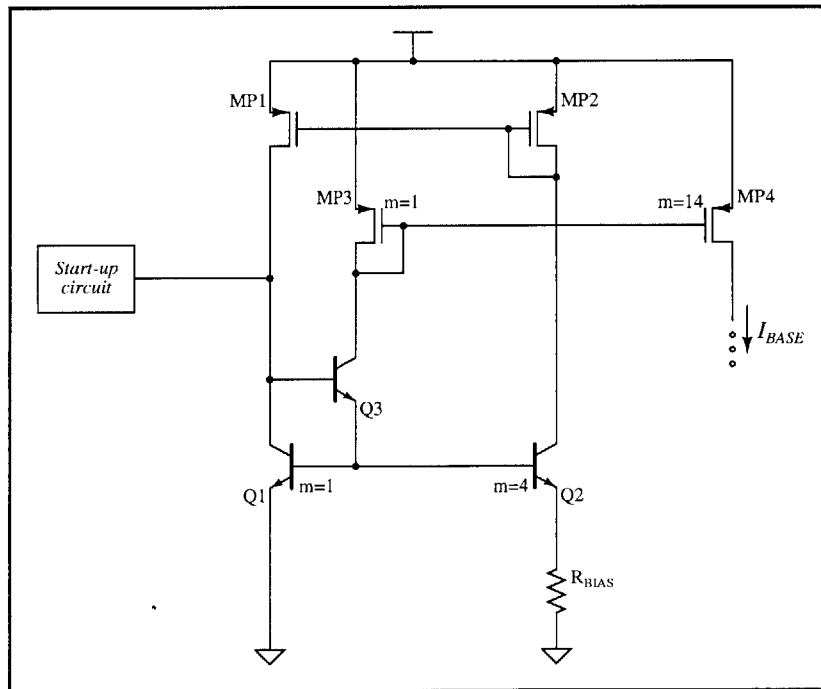 MP1
MP2
MP3
m=1
m=14
MP4
Start-up
circuit
I_BASE
Q3
Q1
m=1
m=4
Q2
R_BIAS